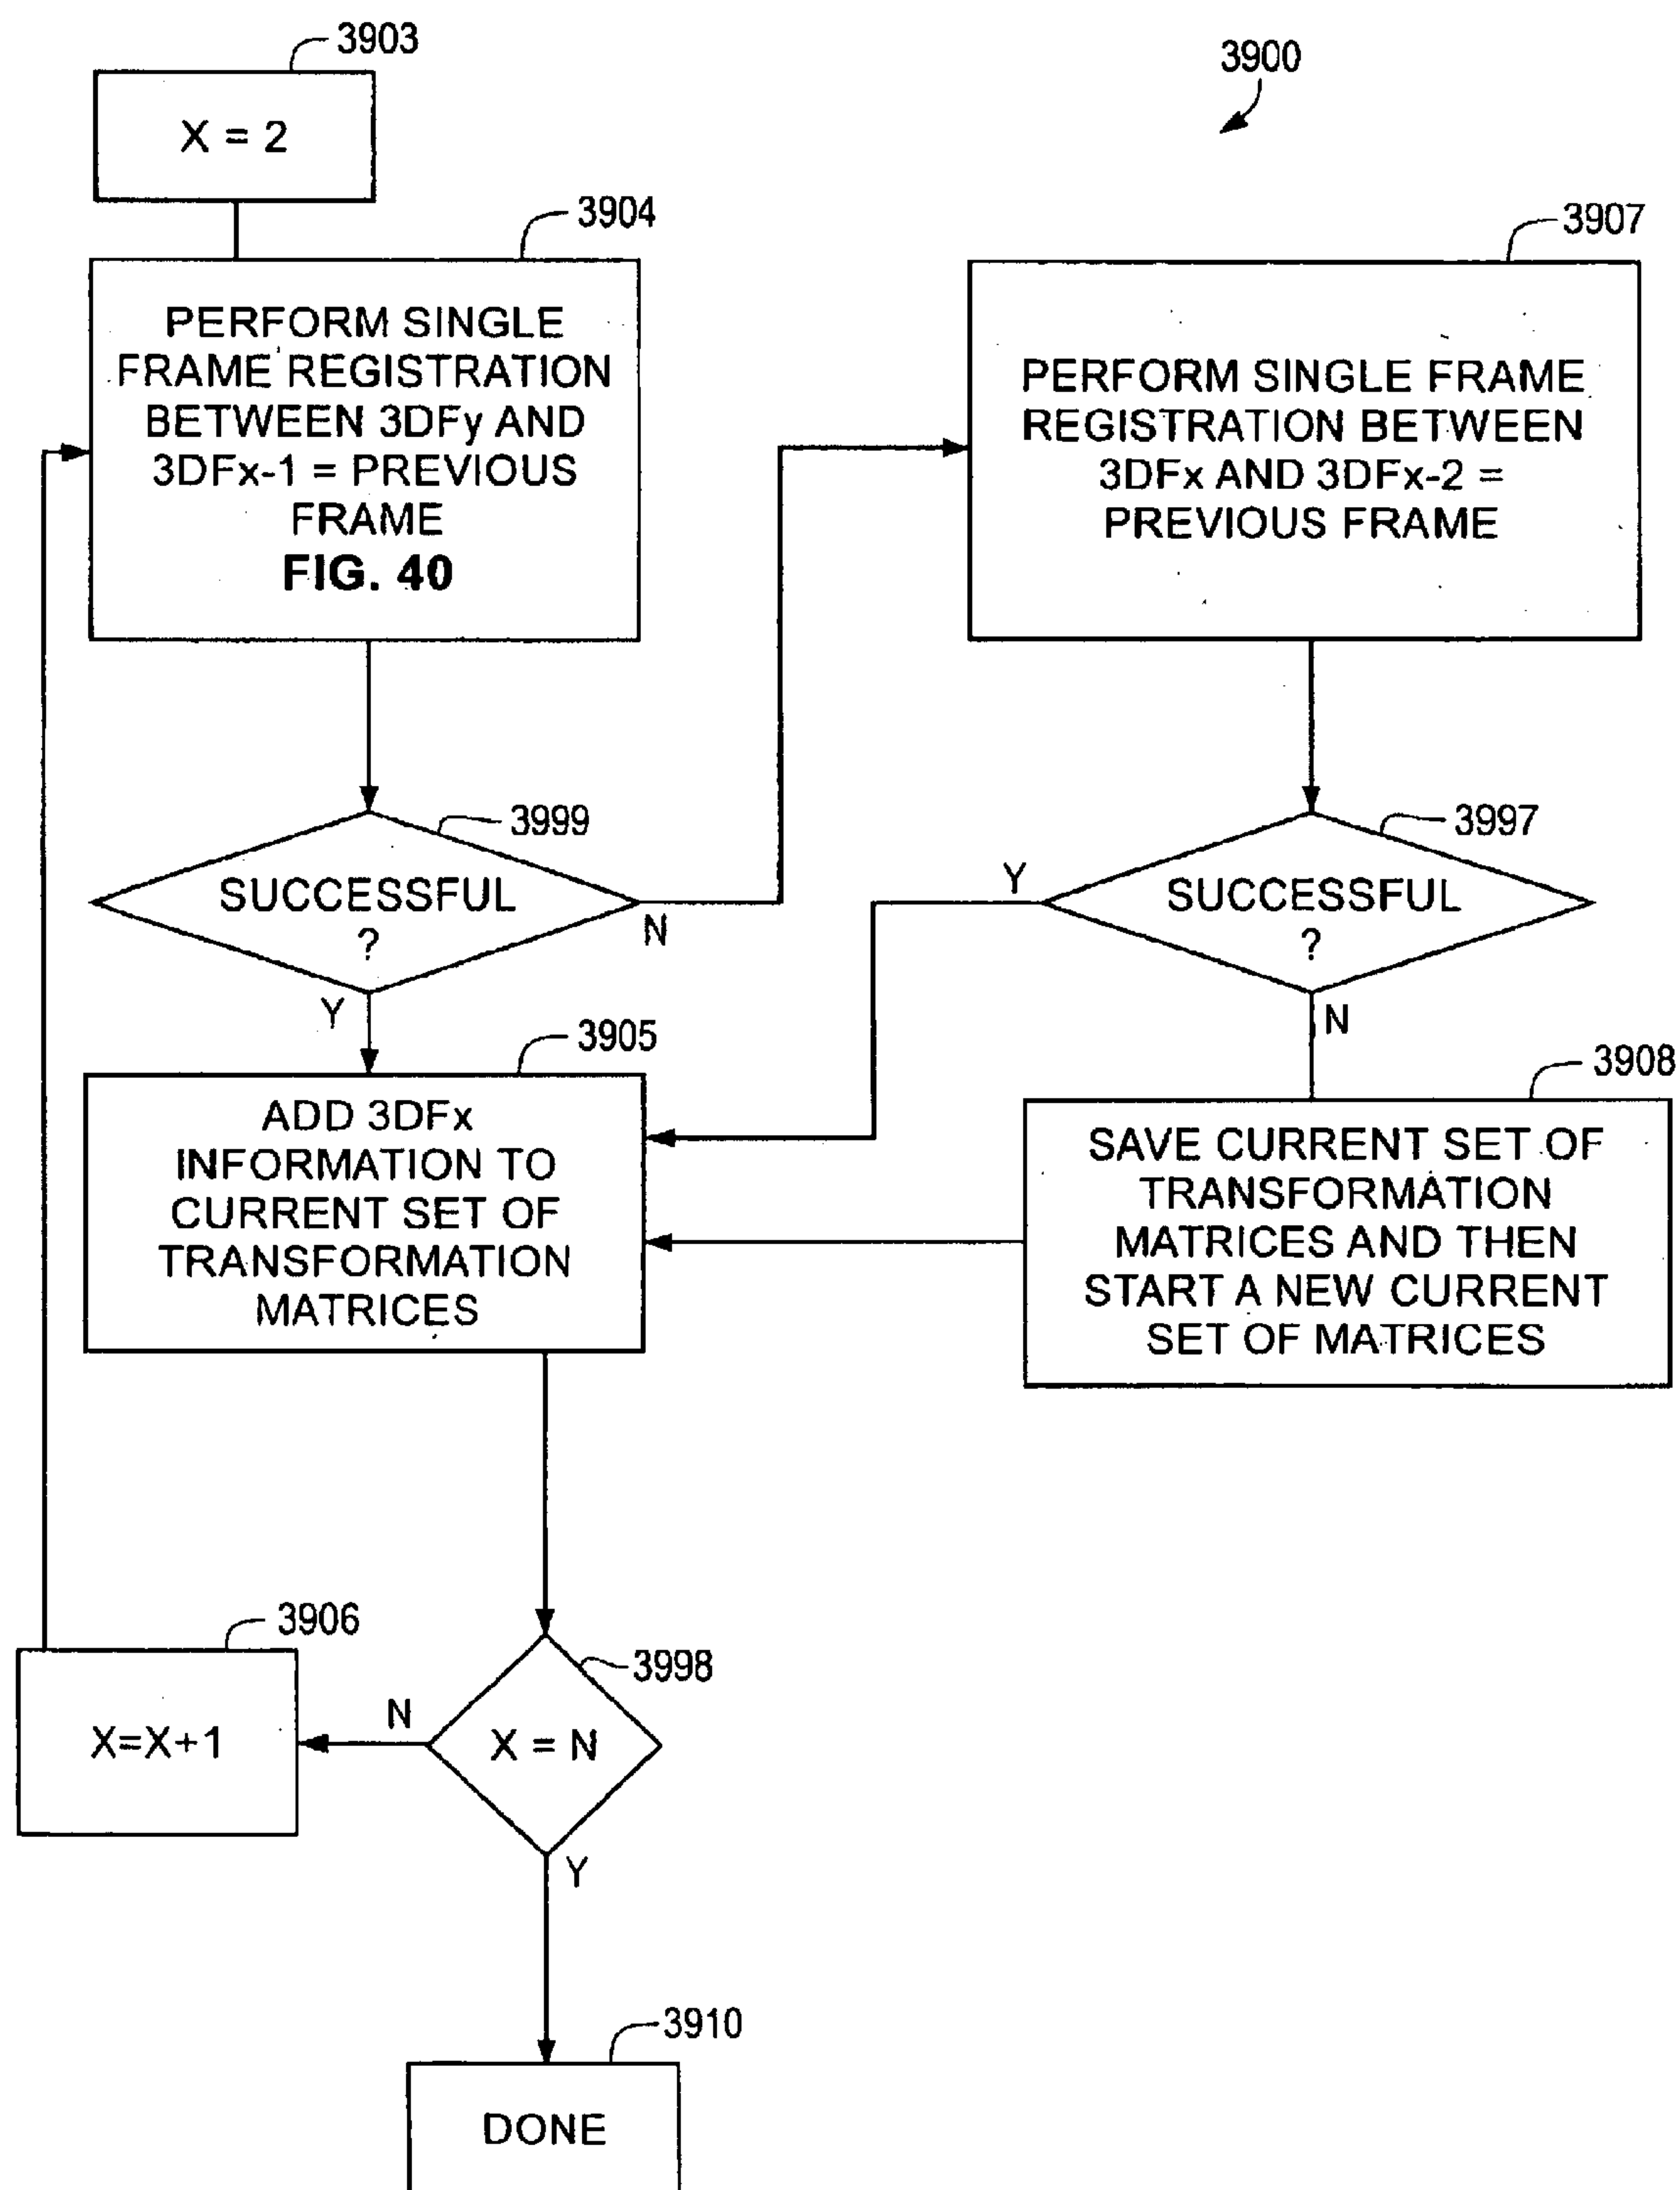 3903
3900
X = 2
3904
PERFORM SINGLE
FRAME REGISTRATION
BETWEEN 3DFy AND
3DFx-1 = PREVIOUS
FRAME
FIG. 40
3907
PERFORM SINGLE FRAME
REGISTRATION BETWEEN
3DFx AND 3DFx-2 =
PREVIOUS FRAME
3999
SUCCESSFUL
?
N
Y
3997
SUCCESSFUL
?
Y
N
3905
ADD 3DFx
INFORMATION TO
CURRENT SET OF
TRANSFORMATION
MATRICES
3908
SAVE CURRENT SET OF
TRANSFORMATION
MATRICES AND THEN
START A NEW CURRENT
SET OF MATRICES
3906
X=X+1
3998
N
X = N
Y
3910
DONE